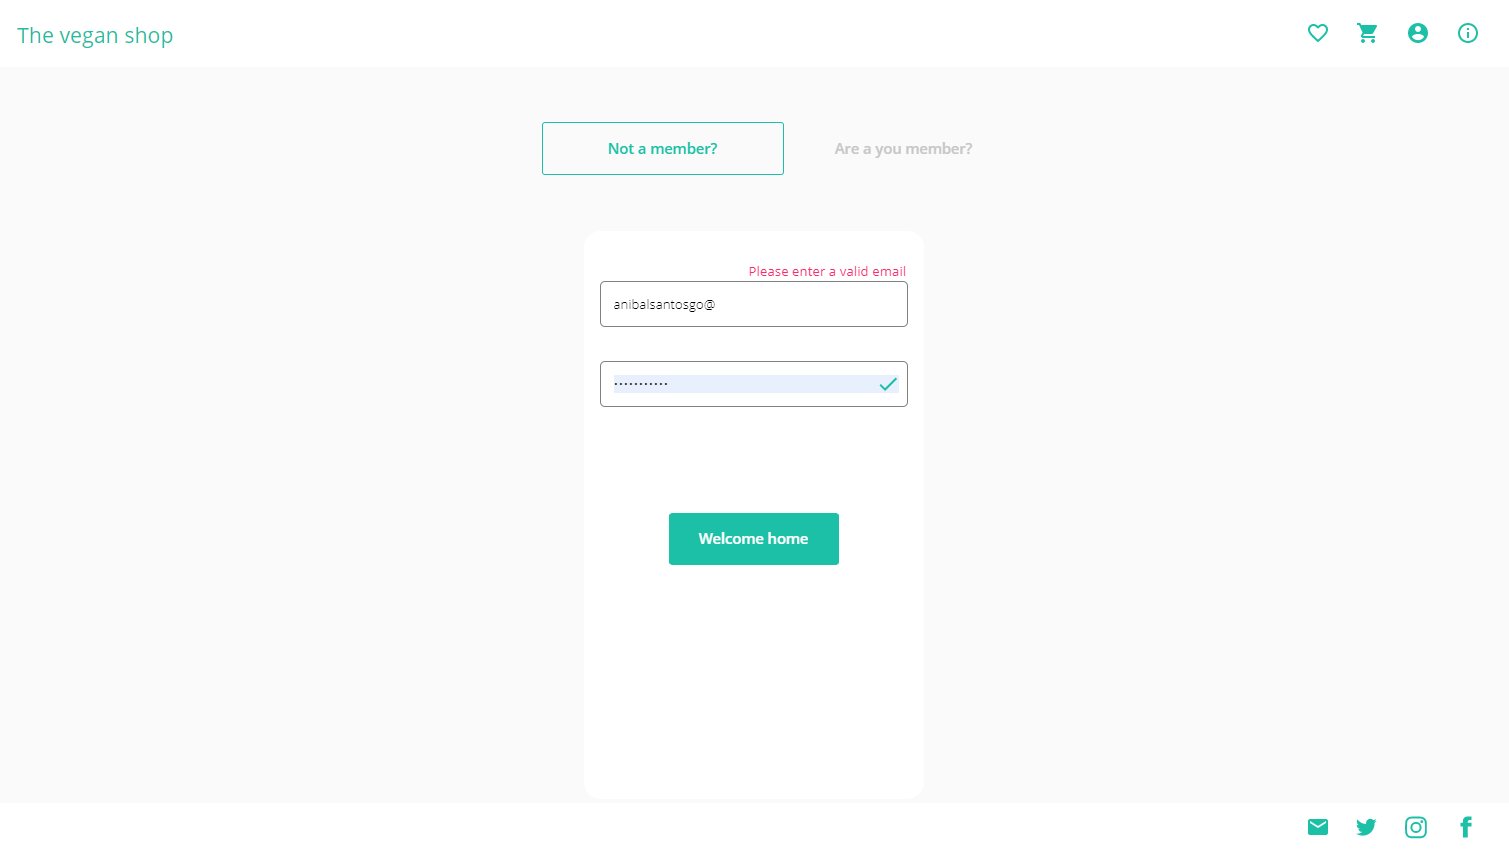 The vegan shop
Not a member?
Are a you member?
Please enter a valid email
anibalsantosgo@
•••••••••••
Welcome home